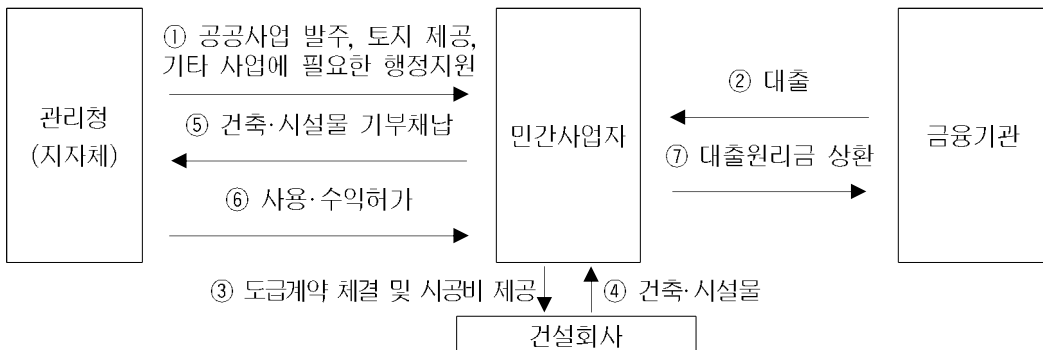 ① 공공사업 발주, 토지 제공,
기타 사업에 필요한 행정지원
② 대출
관리청
(지자체)
⑤ 건축·시설물 기부채납
민간사업자
금융기관
⑦ 대출원리금 상환
⑥ 사용·수익허가
③ 도급계약 체결 및 시공비 제공
④ 건축·시설물
건설회사